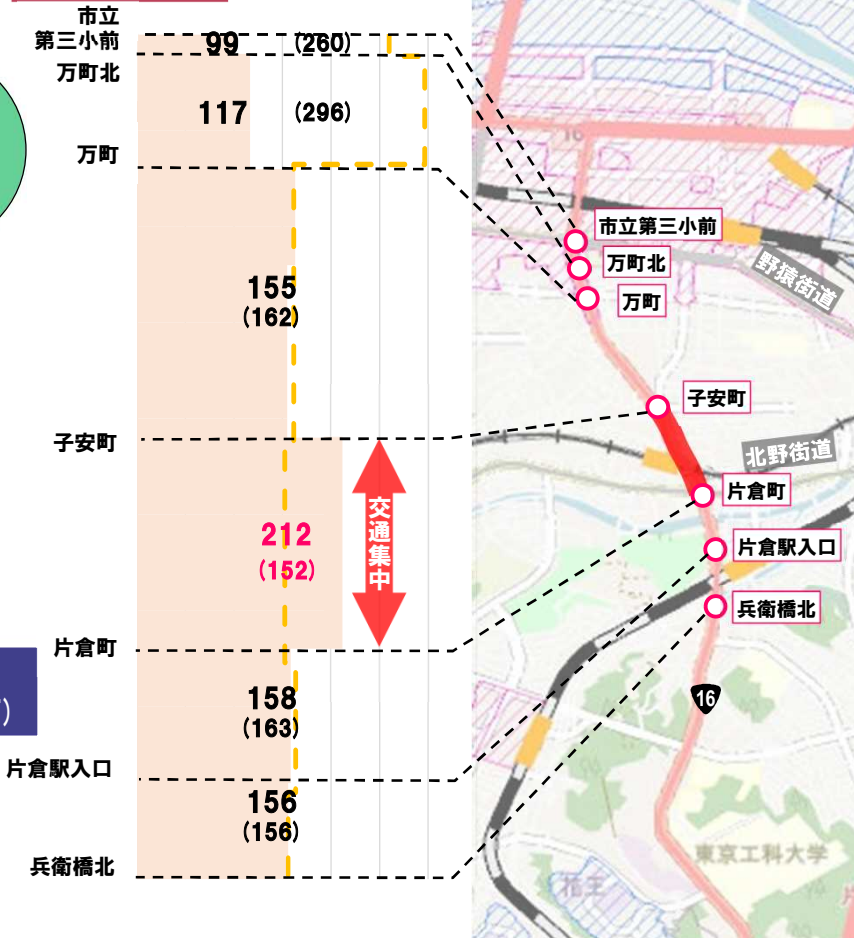 市立
第三小前
99
(260)
万町北
117
(296)
万町
155
(162)
子安町
交通集中
212
(152)
片倉町
158
(163)
片倉駅入口
156
(156)
兵衛橋北
)
16
市立第三小前
万町北
万町
野猿街道
子安町
北野街道
片倉町
片倉駅入口
兵衛橋北
16
東京工科大学
花王